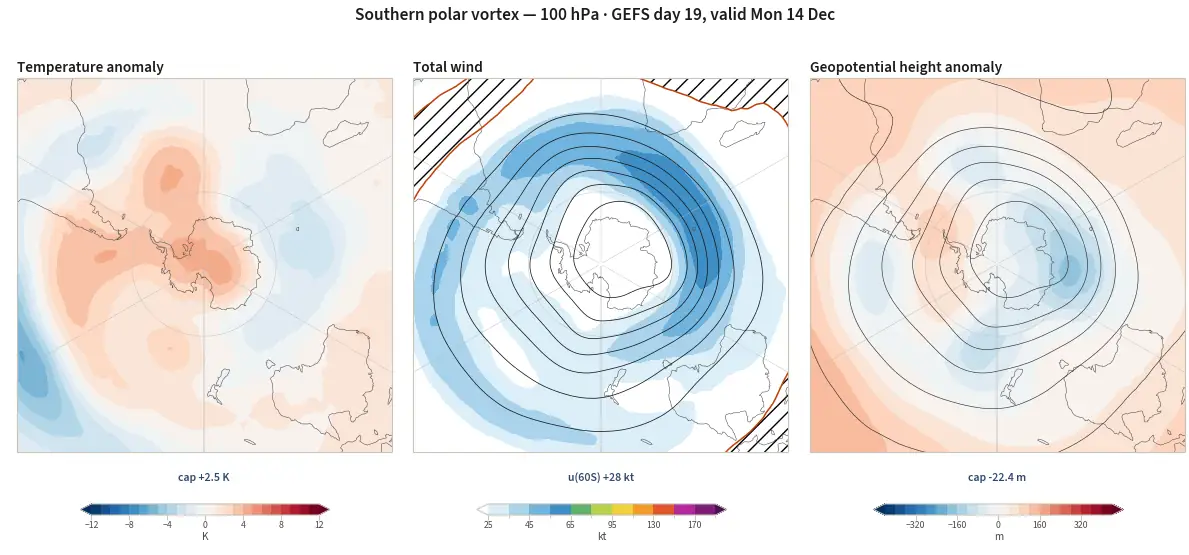 Southern polar vortex — 100 hPa · GEFS day 19, valid Mon 14 Dec
Temperature anomaly
Total wind
Geopotential height anomaly
cap +2.5 K
u(60S) +28 kt
cap -22.4 m
−12 −8 −4 0 4 8 12
K
25 45 65 95 130 170
kt
−320 −160 0 160 320
m